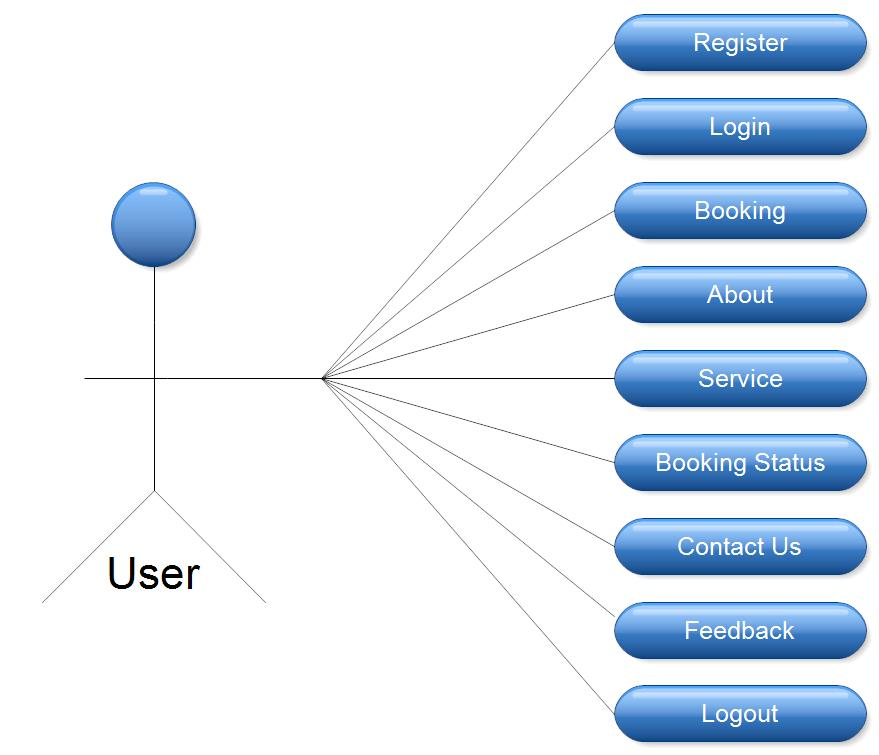 Register
Login
Booking
About
Service
Booking Status
Contact Us
Feedback
Logout
User